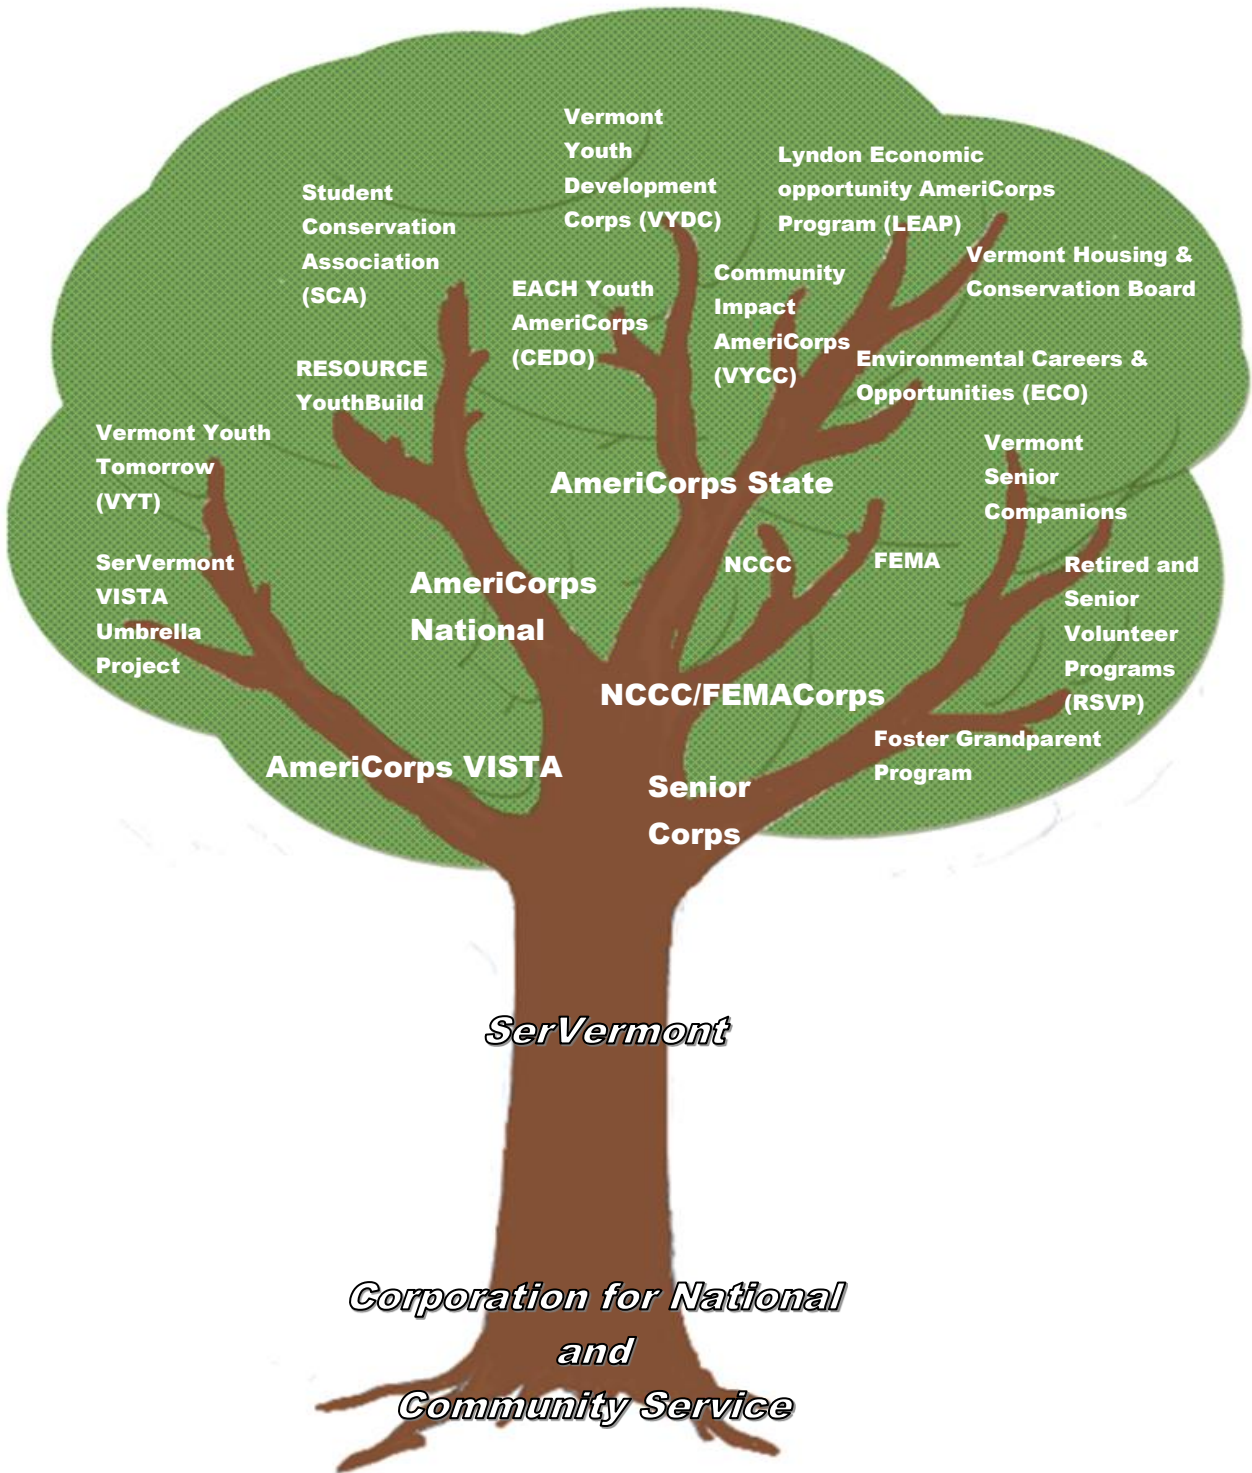 Vermont
Youth
Development
Corps (VYDC)
Lyndon Economic
opportunity AmeriCorps
Program (LEAP)
Student
Conservation
Association
(SCA)
Vermont Housing &
Conservation Board
EACH Youth
AmeriCorps
(CEDO)
Community
Impact
AmeriCorps
(VYCC)
Environmental Careers &
Opportunities (ECO)
RESOURCE
YouthBuild
Vermont Youth
Tomorrow
(VYT)
Vermont
Senior
Companions
AmeriCorps State
SerVermont
VISTA
Umbrella
Project
AmeriCorps
National
NCCC
FEMA
Retired and
Senior
Volunteer
Programs
(RSVP)
NCCC/FEMACorps
Foster Grandparent
Program
AmeriCorps VISTA
Senior
Corps
SerVermont
Corporation for National
and
Community Service